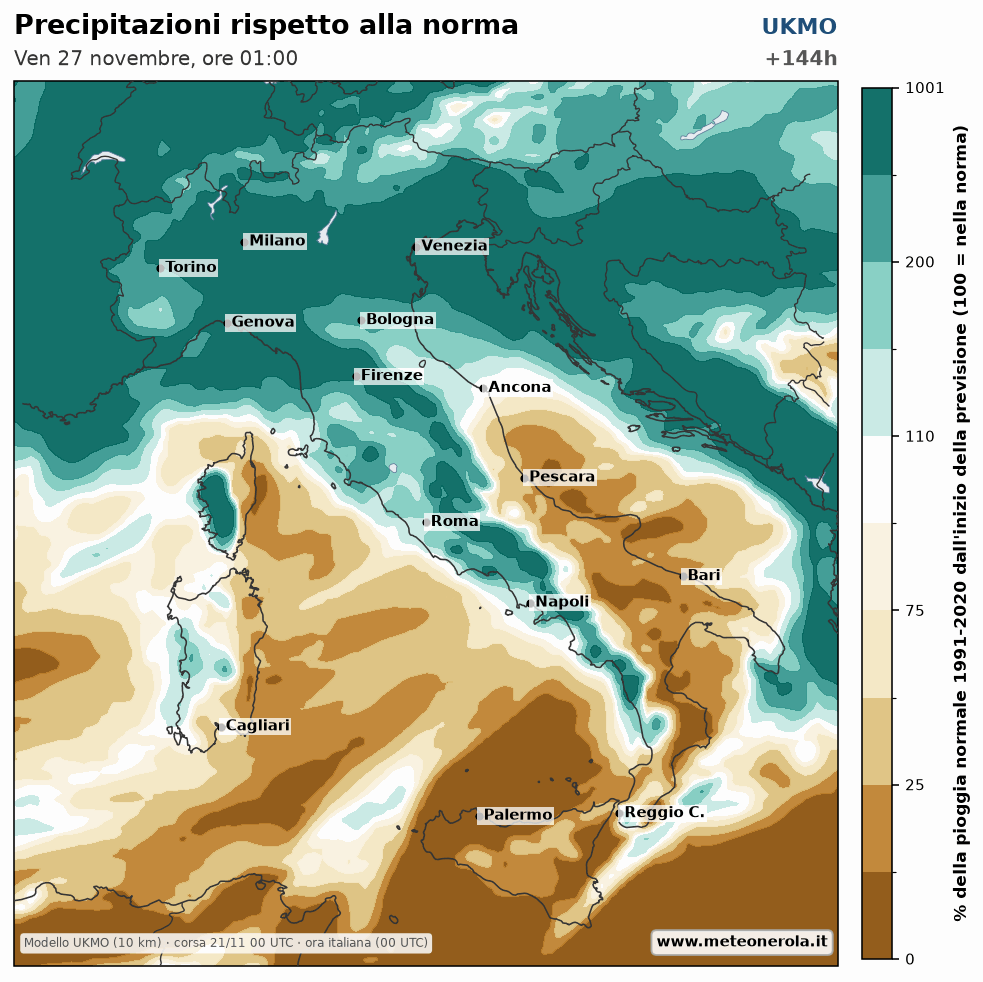 Precipitazioni rispetto alla norma
UKMO
Ven 27 novembre, ore 01:00
+144h
1001
200
110
75
25
0
% della pioggia normale 1991-2020 dall'inizio della previsione (100 = nella norma)
Milano
Venezia
Torino
Genova
Bologna
Firenze
Ancona
Pescara
Roma
Bari
Napoli
Cagliari
Palermo
Reggio C.
Modello UKMO (10 km) · corsa 21/11 00 UTC · ora italiana (00 UTC)
www.meteonerola.it